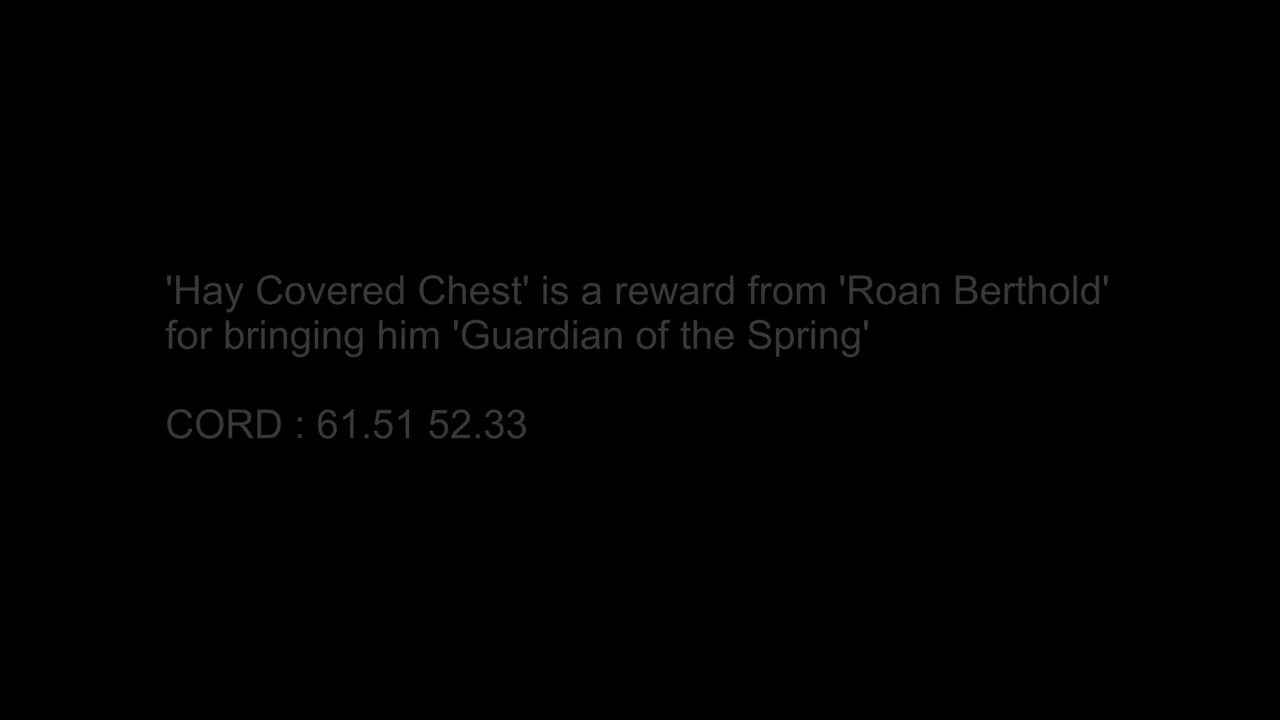 'Hay Covered Chest' is a reward from 'Roan Berthold'
for bringing him 'Guardian of the Spring'
CORD : 61.51 52.33